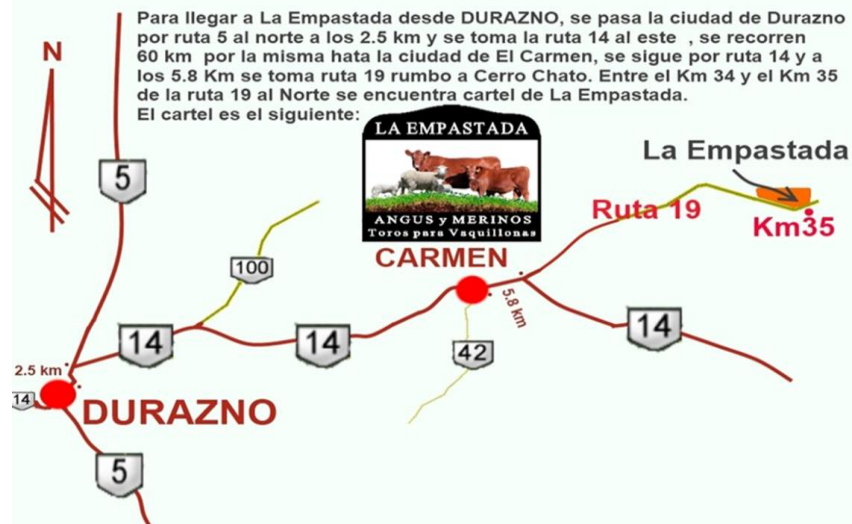 Para llegar a La Empastada desde DURAZNO, se pasa la ciudad de Durazno
por ruta 5 al norte a los 2.5 km y se toma la ruta 14 al este , se recorren
60 km por la misma hata la ciudad de El Carmen, se sigue por ruta 14 y a
los 5.8 Km se toma ruta 19 rumbo a Cerro Chato. Entre el Km 34 y el Km 35
de la ruta 19 al Norte se encuentra cartel de La Empastada.
El cartel es el siguiente:
N
LA EMPASTADA
ANGUS y MERINOS
Toros para Vaquillonas
La Empastada
5
Ruta 19
Km35
100
CARMEN
5.8 km
14
14
14
42
2.5 km
14
DURAZNO
5